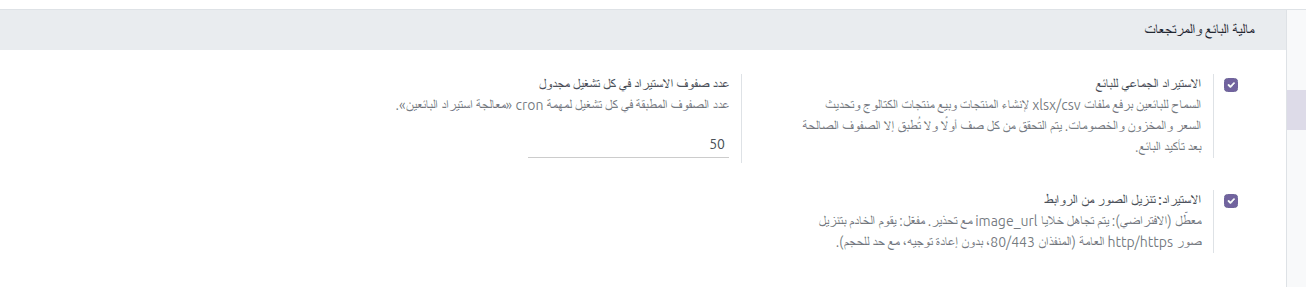 مالية البائع والمرتجعات
الاستيراد الجماعي للبائع
السماح للبائعين برفع ملفات xlsx/csv لإنشاء المنتجات وبيع منتجات الكتالوج وتحديث
السعر والمخزون والخصومات. يتم التحقق من كل صف أولًا ولا تُطبق إلا الصفوف الصالحة
بعد تأكيد البائع.
عدد صفوف الاستيراد في كل تشغيل مجدول
عدد الصفوف المطبقة في كل تشغيل لمهمة cron «معالجة استيراد البائعين».
50
الاستيراد: تنزيل الصور من الروابط
معطّل (الافتراضي): يتم تجاهل خلايا image_url مع تحذير. مفعّل: يقوم الخادم بتنزيل
صور http/https العامة (المنفذان 80/443، بدون إعادة توجيه، مع حد للحجم).